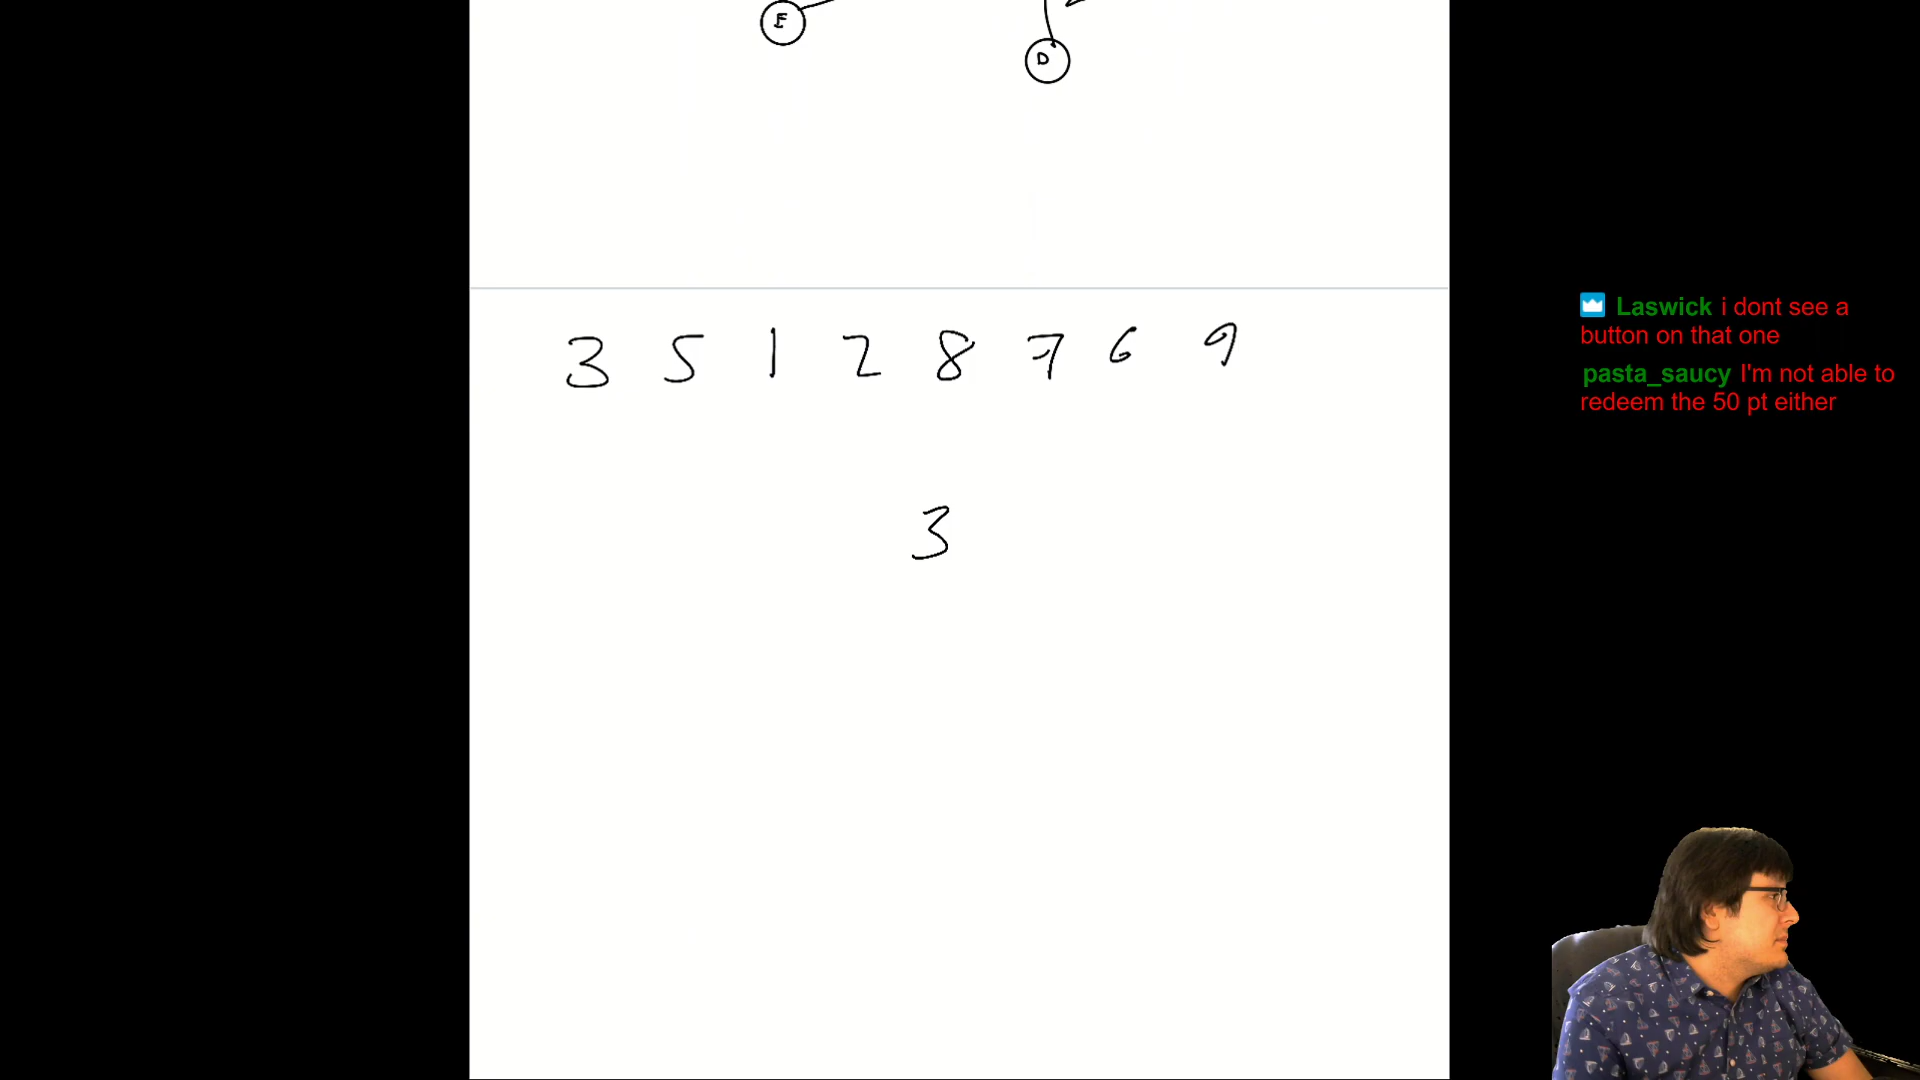 E
D
3 5 1 2 8 7 6 9
3
Laswick i dont see a
button on that one
pasta_saucy I'm not able to
redeem the 50 pt either